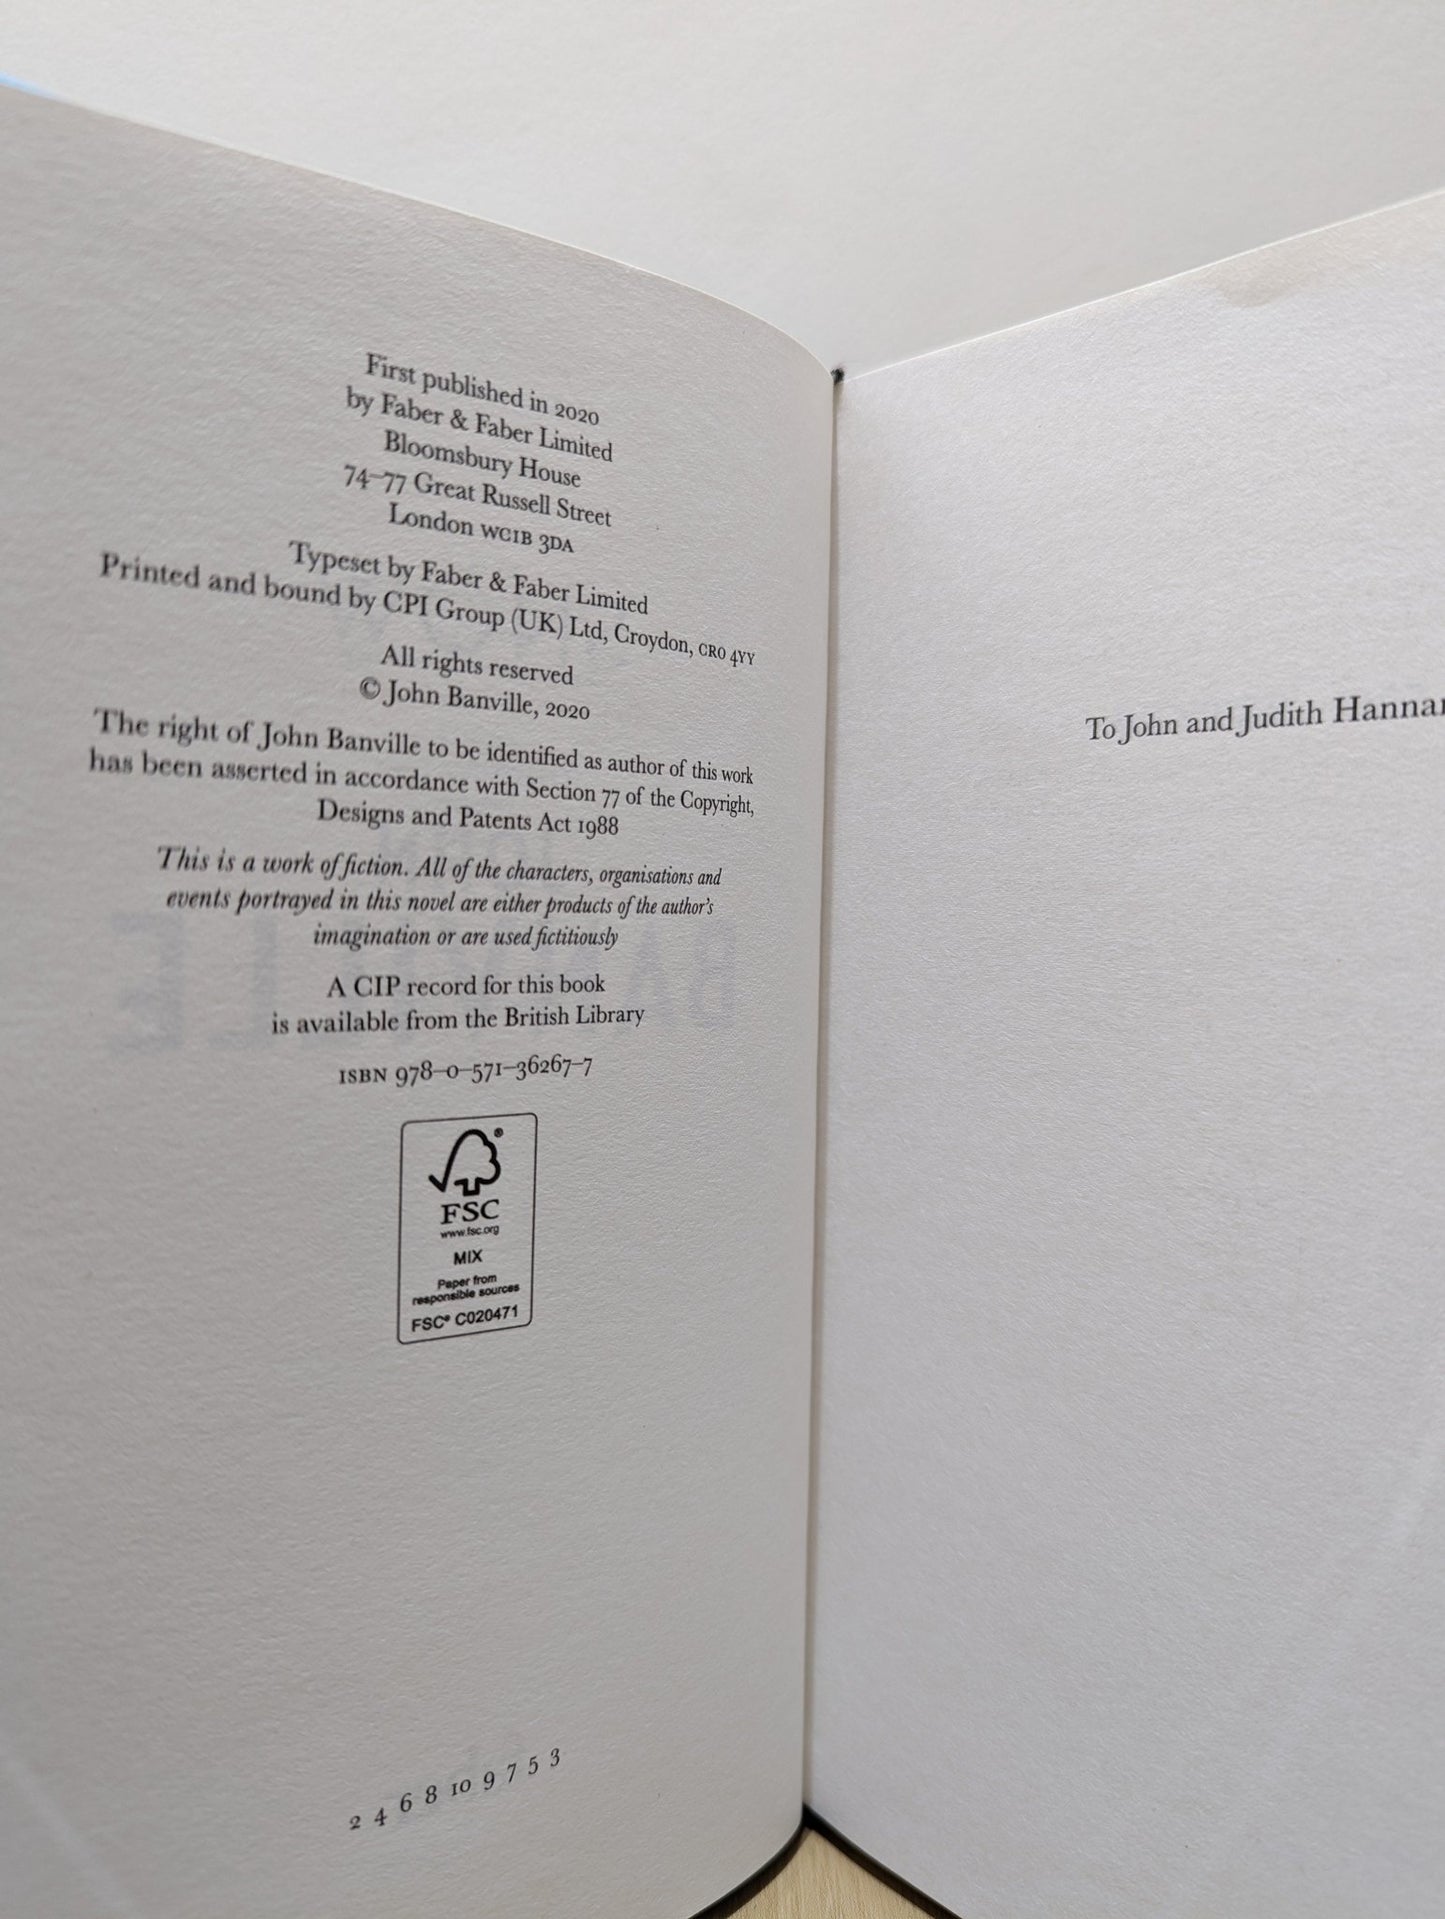 First published in 2020
by Faber & Faber Limited
Bloomsbury House
74–77 Great Russell Street
London WC1B 3DA
Typeset by Faber & Faber Limited
Printed and bound by CPI Group (UK) Ltd, Croydon, CR0 4YY
All rights reserved
© John Banville, 2020
The right of John Banville to be identified as author of this work
has been asserted in accordance with Section 77 of the Copyright,
Designs and Patents Act 1988
This is a work of fiction. All of the characters, organisations and
events portrayed in this novel are either products of the author's
imagination or are used fictitiously
A CIP record for this book
is available from the British Library
ISBN 978–0–571–36267–7
®
FSC
www.fsc.org
MIX
Paper from
responsible sources
FSC® C020471
2 4 6 8 10 9 7 5 3
To John and Judith